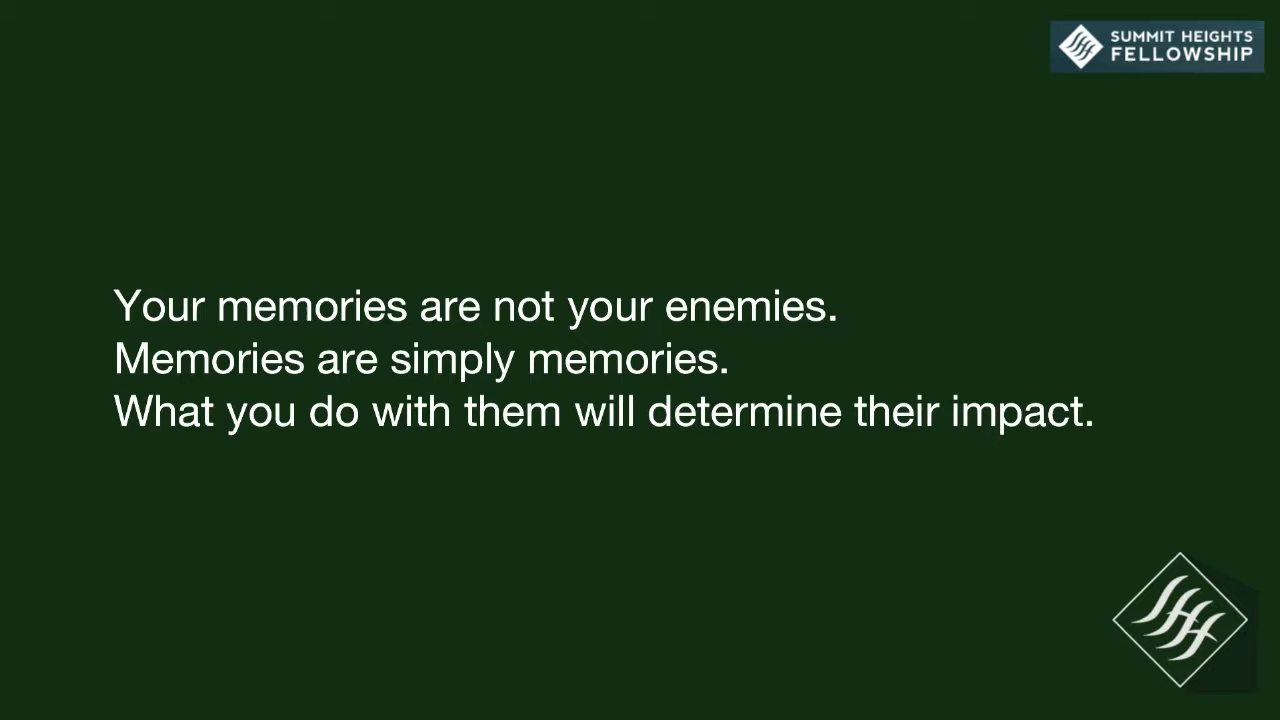 SUMMIT HEIGHTS
FELLOWSHIP
Your memories are not your enemies.
Memories are simply memories.
What you do with them will determine their impact.